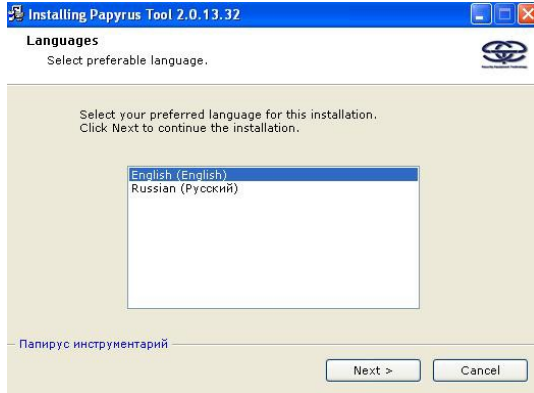 Installing Papyrus Tool 2.0.13.32
Languages
Select preferable language.
Select your preferred language for this installation.
Click Next to continue the installation.
English (English)
Russian (Русский)
Папирус инструментарий
Next >
Cancel